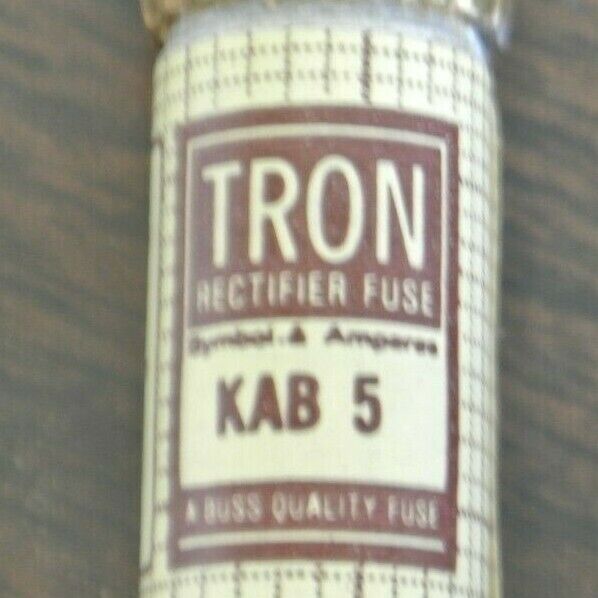 TRON
RECTIFIER FUSE
Symbol & Amperes
KAB 5
A BUSS QUALITY FUSE